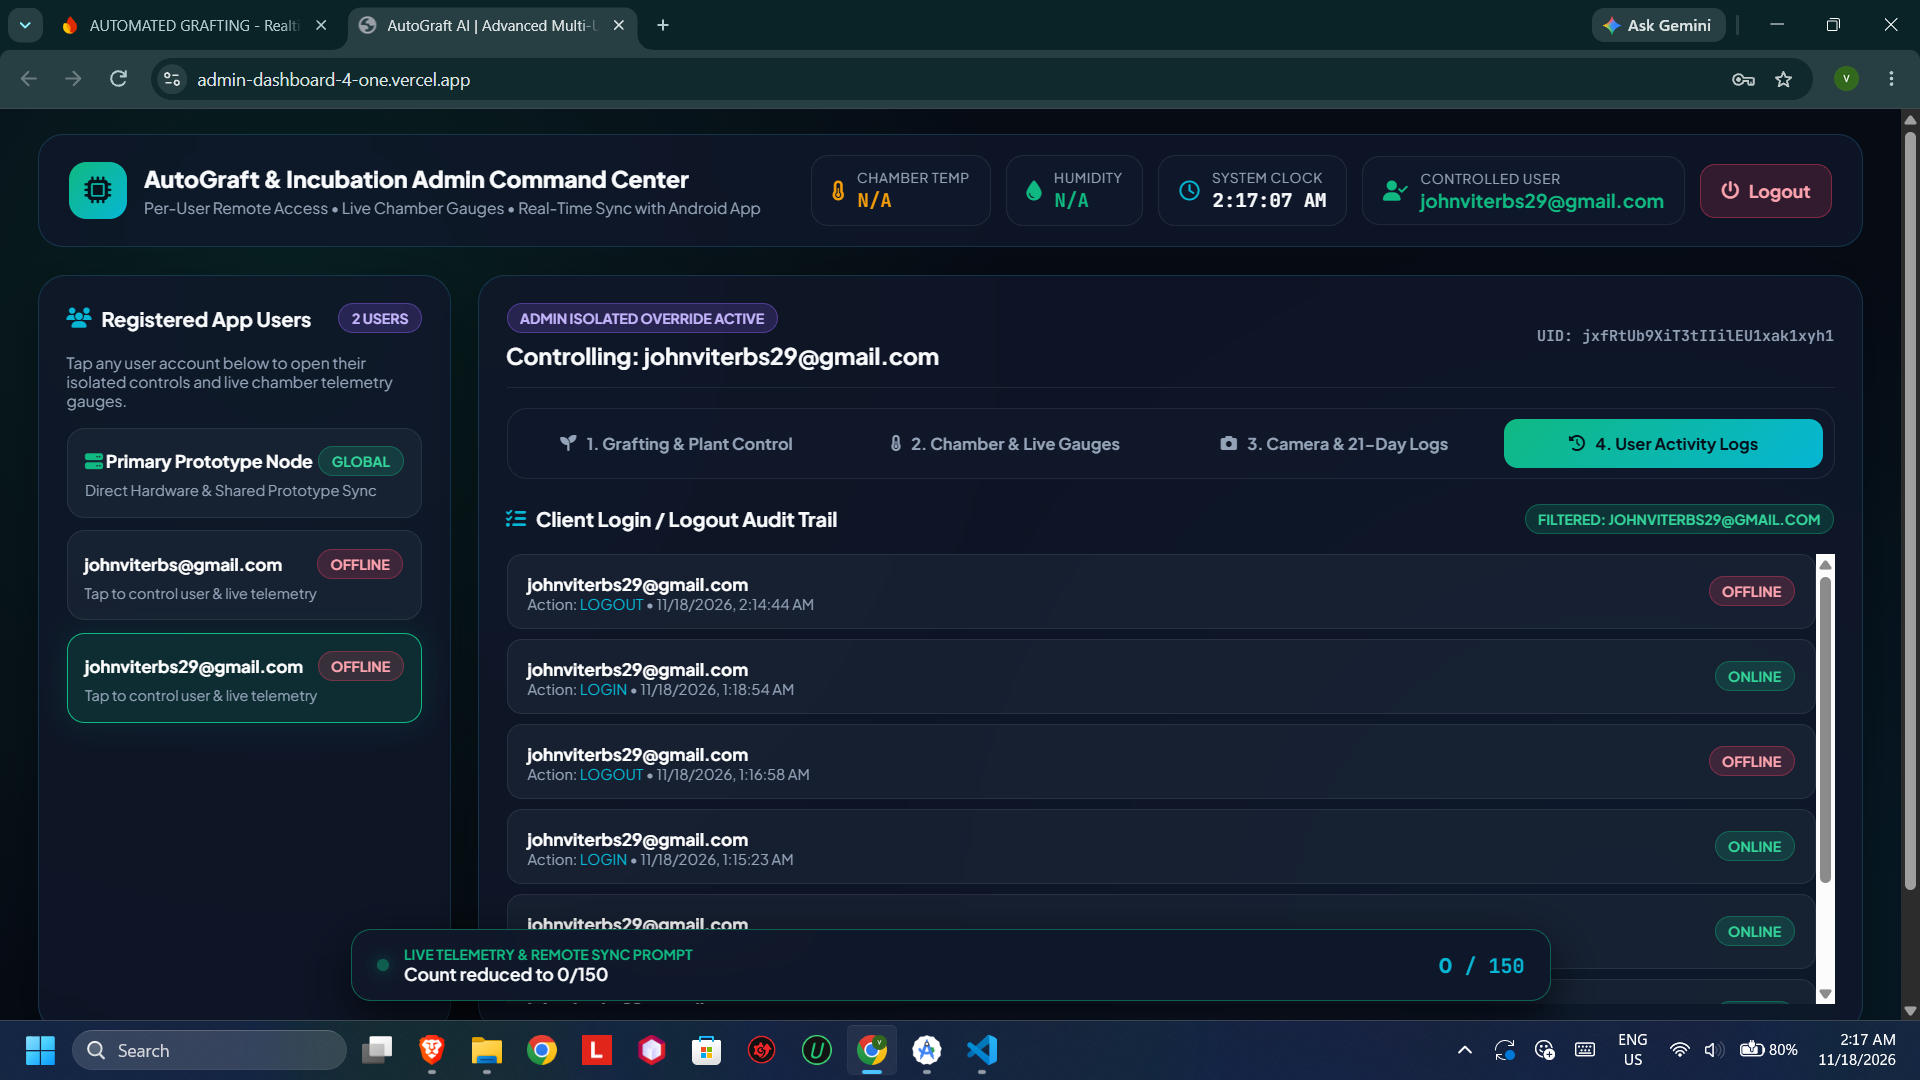 AUTOMATED GRAFTING - Realti
AutoGraft AI | Advanced Multi-U
Ask Gemini
admin-dashboard-4-one.vercel.app
V
AutoGraft & Incubation Admin Command Center
Per-User Remote Access • Live Chamber Gauges • Real-Time Sync with Android App
CHAMBER TEMP
N/A
HUMIDITY
N/A
SYSTEM CLOCK
2:17:07 AM
CONTROLLED USER
johnviterbs29@gmail.com
Logout
Registered App Users
2 USERS
Tap any user account below to open their
isolated controls and live chamber telemetry
gauges.
Primary Prototype Node
GLOBAL
Direct Hardware & Shared Prototype Sync
johnviterbs@gmail.com
OFFLINE
Tap to control user & live telemetry
johnviterbs29@gmail.com
OFFLINE
Tap to control user & live telemetry
ADMIN ISOLATED OVERRIDE ACTIVE
Controlling: johnviterbs29@gmail.com
UID: jxfRtUb9XiT3tIIilEU1xak1xyh1
1. Grafting & Plant Control
2. Chamber & Live Gauges
3. Camera & 21-Day Logs
4. User Activity Logs
Client Login / Logout Audit Trail
FILTERED: JOHNVITERBS29@GMAIL.COM
johnviterbs29@gmail.com
Action: LOGOUT • 11/18/2026, 2:14:44 AM
OFFLINE
johnviterbs29@gmail.com
Action: LOGIN • 11/18/2026, 1:18:54 AM
ONLINE
johnviterbs29@gmail.com
Action: LOGOUT • 11/18/2026, 1:16:58 AM
OFFLINE
johnviterbs29@gmail.com
Action: LOGIN • 11/18/2026, 1:15:23 AM
ONLINE
johnviterbs29@gmail.com
ONLINE
LIVE TELEMETRY & REMOTE SYNC PROMPT
Count reduced to 0/150
0 / 150
Search
L
U
V
ENG
US
80%
2:17 AM
11/18/2026